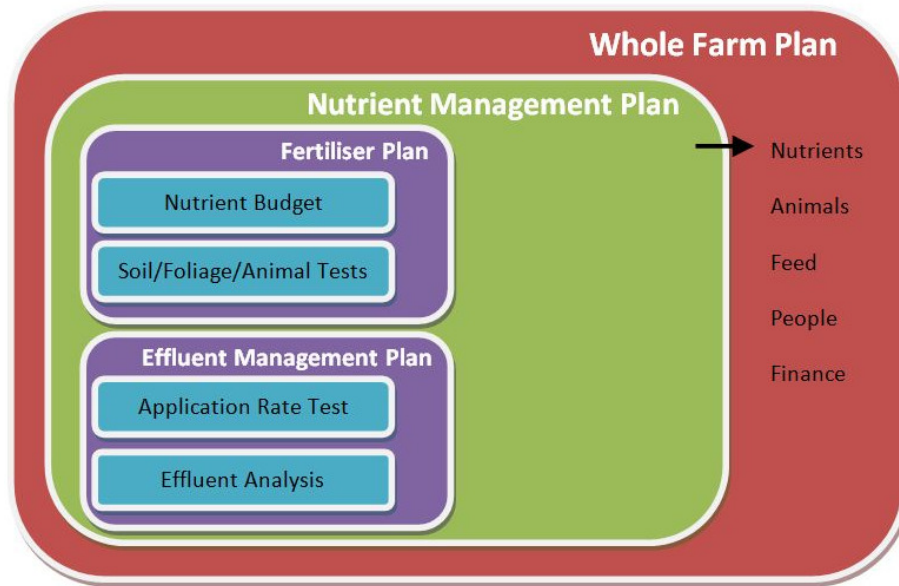 Whole Farm Plan
Nutrient Management Plan
Fertiliser Plan
Nutrient Budget
Soil/Foliage/Animal Tests
Effluent Management Plan
Application Rate Test
Effluent Analysis
Nutrients
Animals
Feed
People
Finance